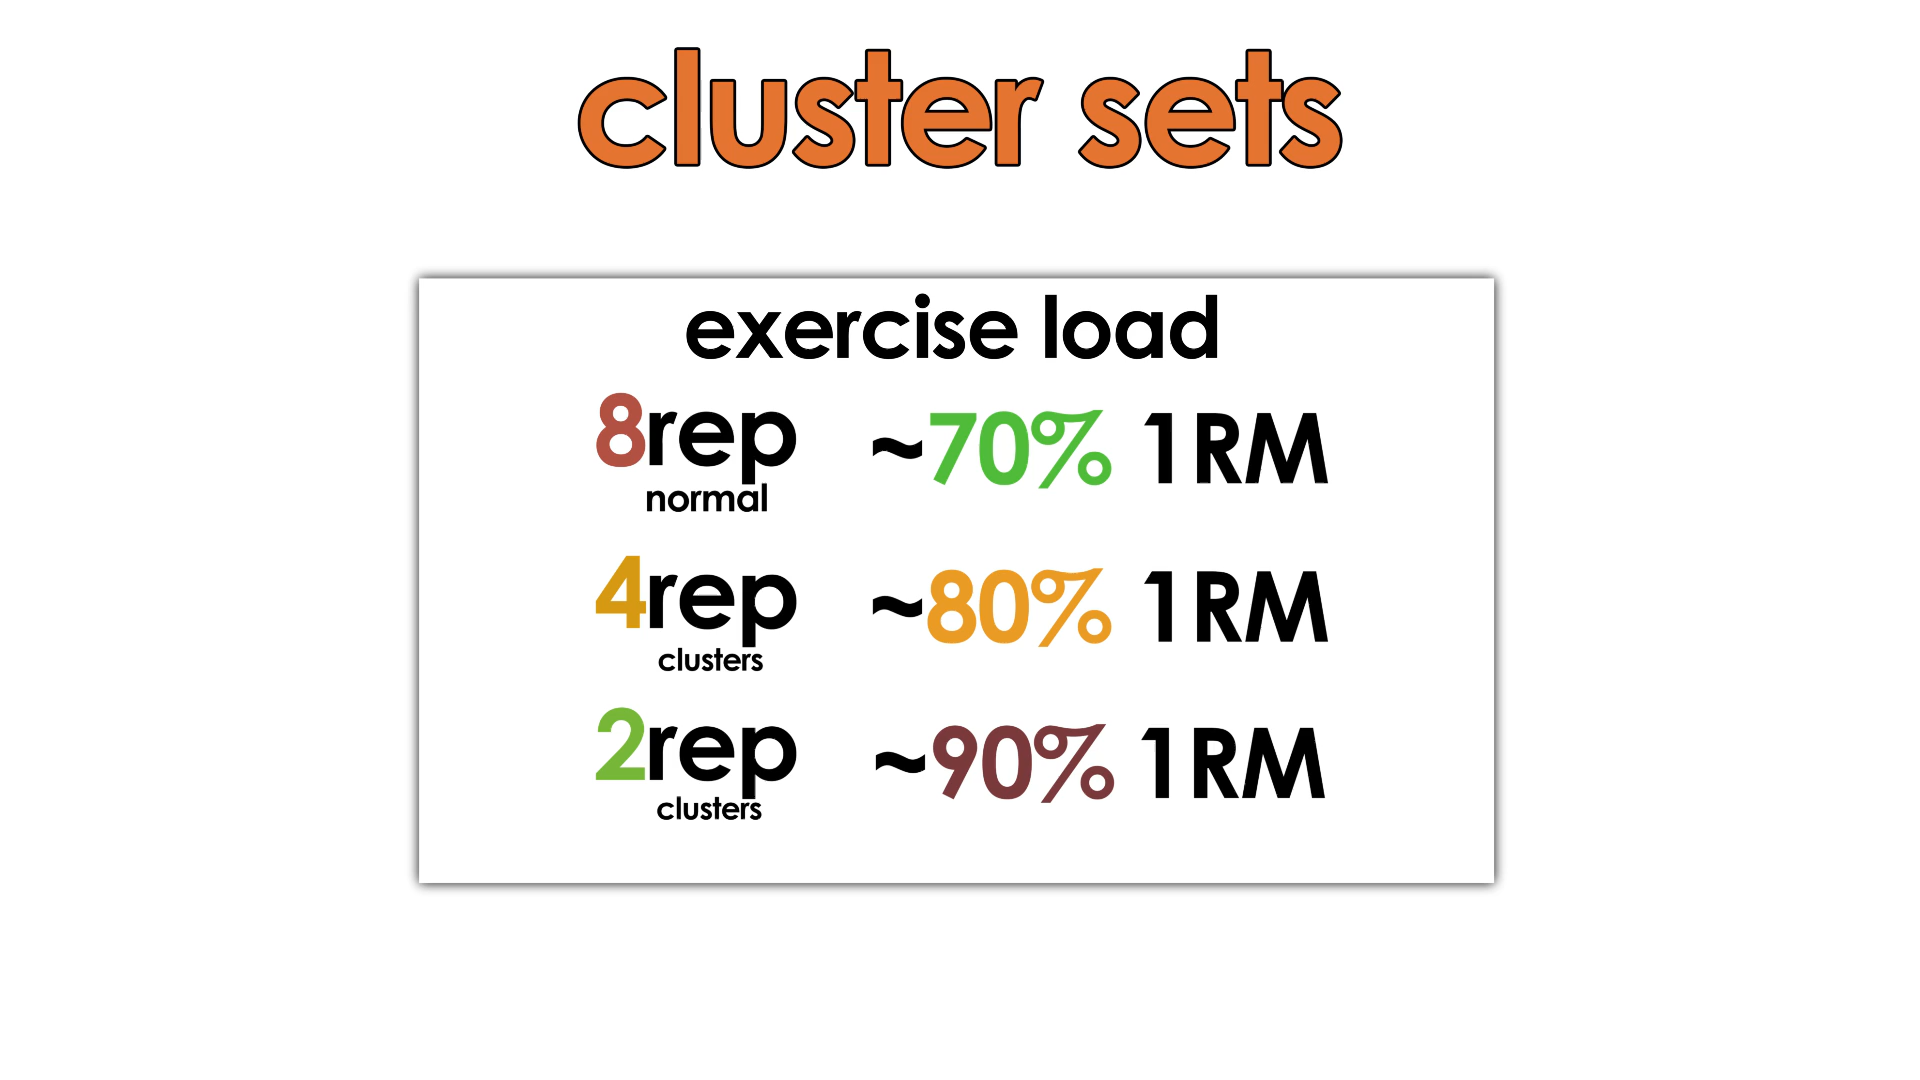 cluster sets
exercise load
8rep ~70% 1RM
normal
4rep ~80% 1RM
clusters
2rep ~90% 1RM
clusters